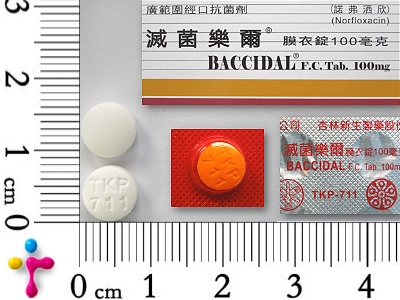 廣範圍經口抗菌劑
(諾弗洒欣)
(Norfloxacin)
滅菌樂爾® 膜衣錠100毫克
BACCIDAL® F.C. Tab. 100mg
公司 杏林新生製藥股份
滅菌樂爾 膜衣錠100毫
BACCIDAL F.C. Tab. 100m
TKP-711
TKP
711
TKP
3
2
1
cm
0
0 cm 1 2 3 4